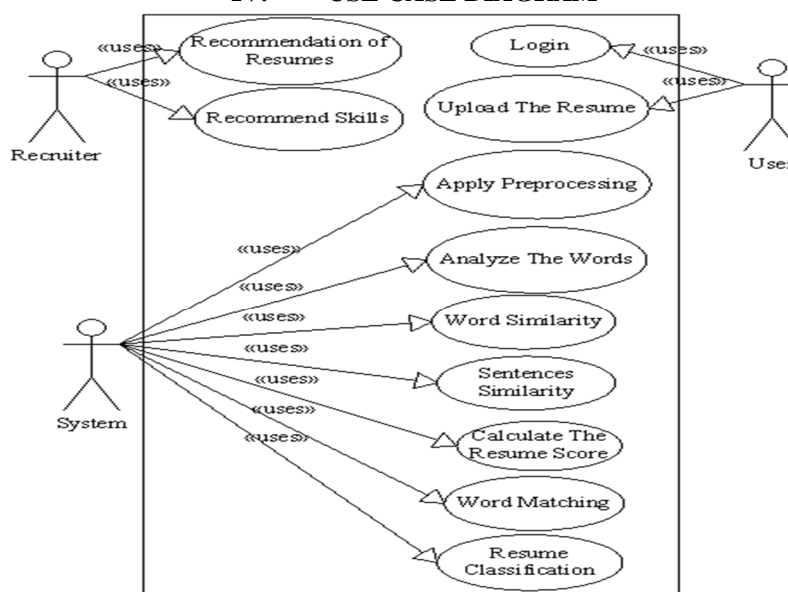 IV. USE CASE DIAGRAM
«uses»
Recommendation of
Resumes
Login
«uses»
«uses»
Recommend Skills
Upload The Resume
«uses»
Recruiter
User
Apply Preprocessing
«uses»
Analyze The Words
«uses»
Word Similarity
«uses»
System
«uses»
Sentences
Similarity
«uses»
Calculate The
Resume Score
«uses»
«uses»
Word Matching
Resume
Classification